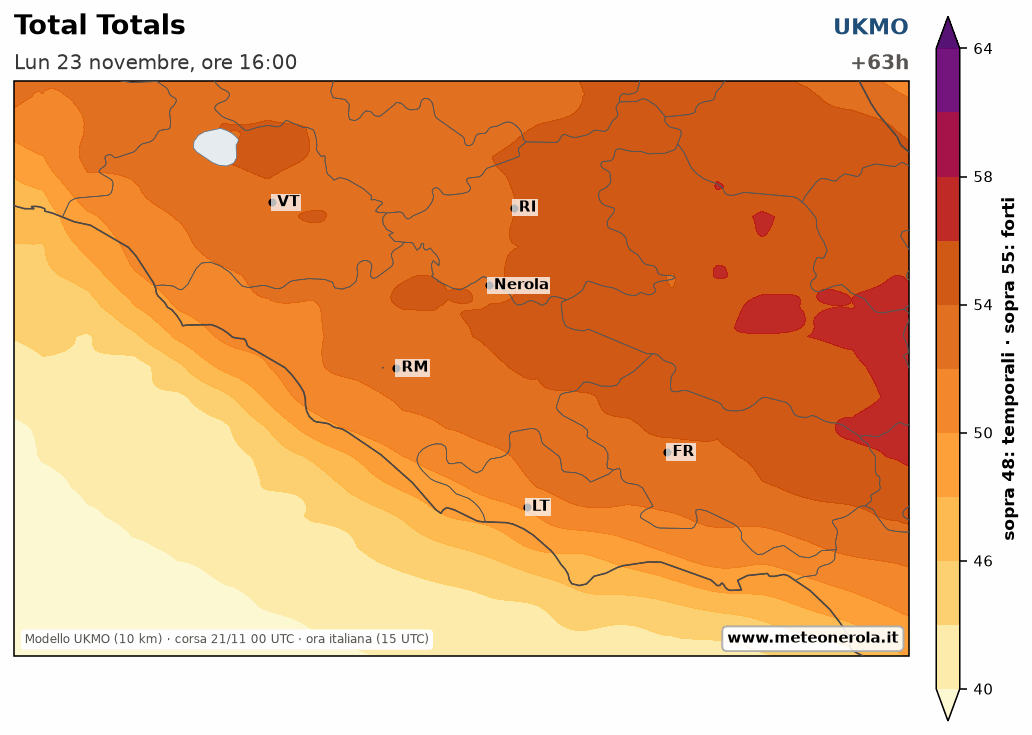 Total Totals
UKMO
Lun 23 novembre, ore 16:00
+63h
VT
RI
Nerola
RM
FR
LT
Modello UKMO (10 km) · corsa 21/11 00 UTC · ora italiana (15 UTC)
www.meteonerola.it
64
58
54
50
46
40
sopra 48: temporali · sopra 55: forti